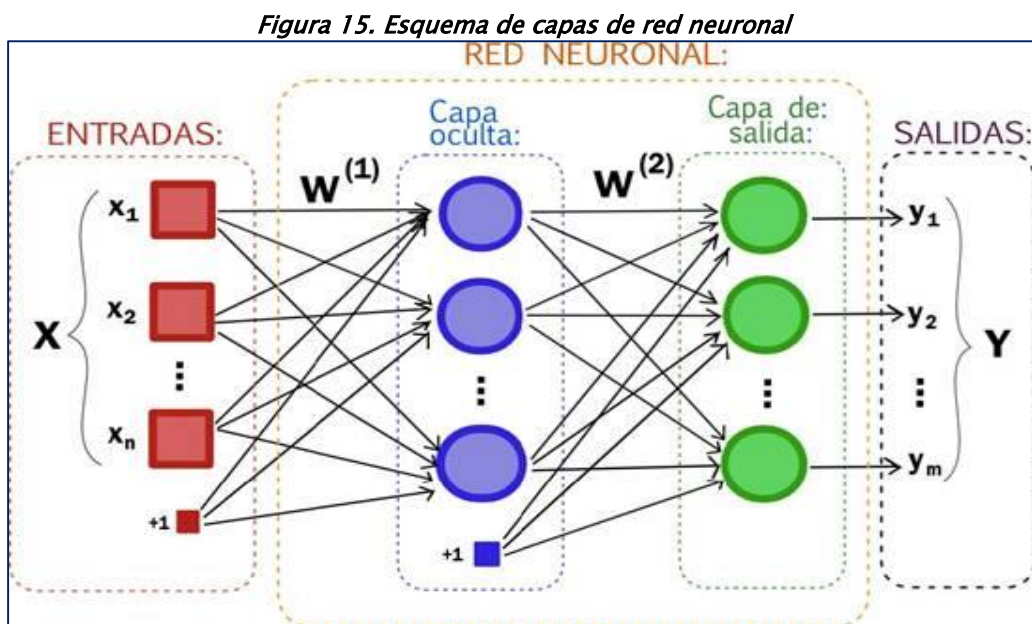 Figura 15. Esquema de capas de red neuronal
RED NEURONAL:
ENTRADAS:
Capa
oculta:
Capa de:
salida:
SALIDAS:
W(1)
W(2)
x1
x2
xn
+1
X
+1
y1
y2
ym
Y